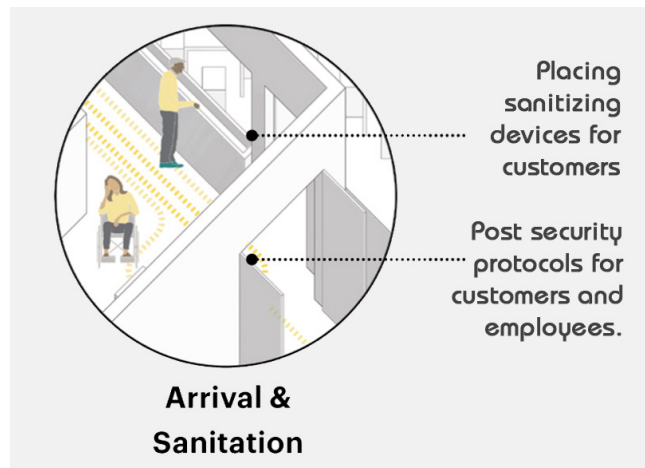 Placing
sanitizing
devices for
customers
Post security
protocols for
customers and
employees.
Arrival &
Sanitation